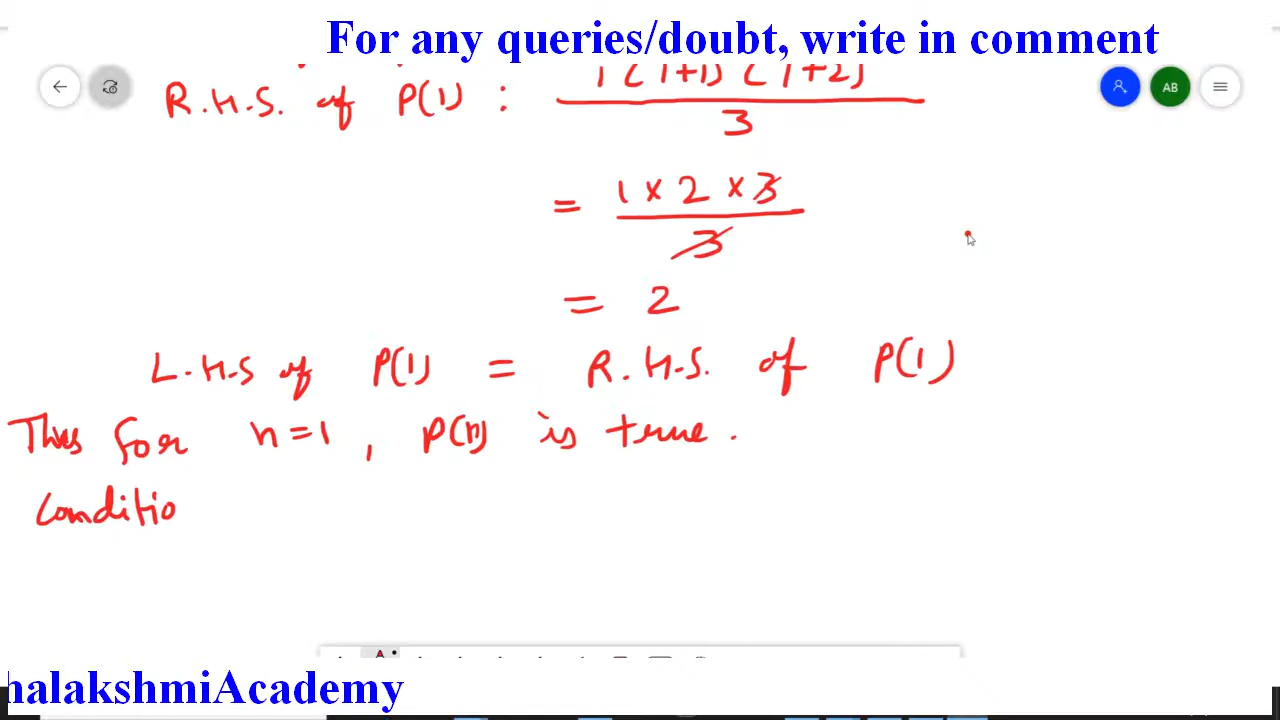 For any queries/doubt, write in comment
1 (1+1) (1+2)
R.H.S. of P(1) : 
3
AB
= 1 × 2 × 3
3
= 2
L.H.S of P(1) = R.H.S. of P(1)
Thus for n=1, P(n) is true.
conditio
halakshmiAcademy